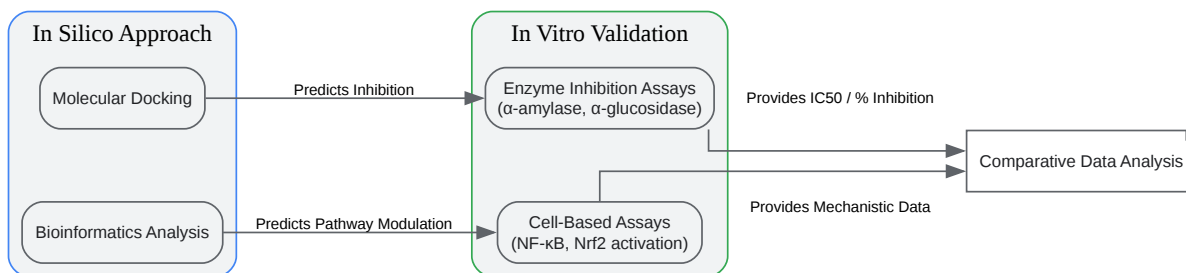 In Silico Approach
In Vitro Validation
Molecular Docking
Predicts Inhibition
Enzyme Inhibition Assays
(α-amylase, α-glucosidase)
Provides IC50 / % Inhibition
Comparative Data Analysis
Bioinformatics Analysis
Predicts Pathway Modulation
Cell-Based Assays
(NF-κB, Nrf2 activation)
Provides Mechanistic Data